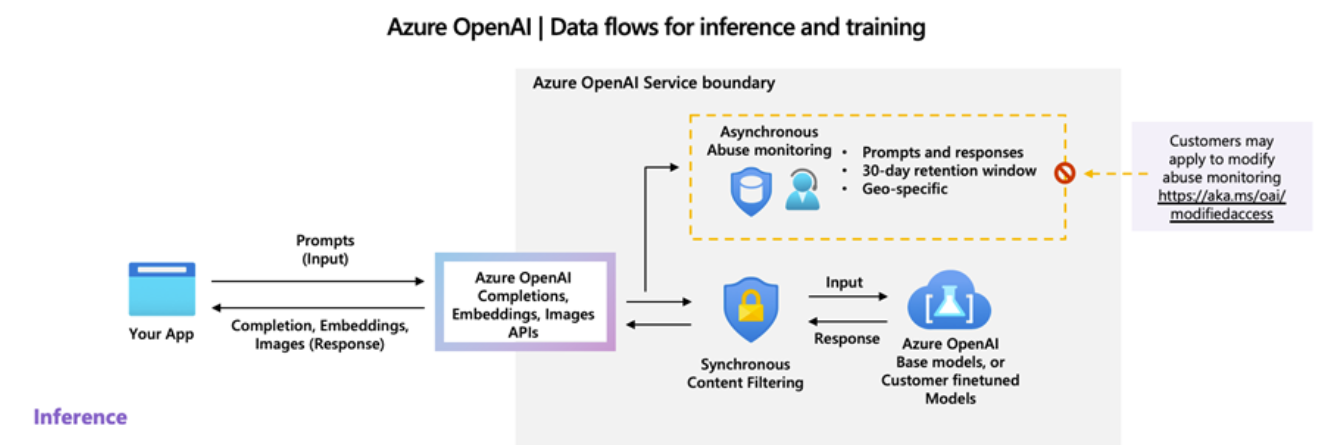 Azure OpenAI | Data flows for inference and training
Azure OpenAI Service boundary
Asynchronous
Abuse monitoring
• Prompts and responses
• 30-day retention window
• Geo-specific
Customers may
apply to modify
abuse monitoring
https://aka.ms/oai/
modifiedaccess
Prompts
(Input)
Your App
Completion, Embeddings,
Images (Response)
Azure OpenAI
Completions,
Embeddings, Images
APIs
Synchronous
Content Filtering
Input
Response
Azure OpenAI
Base models, or
Customer finetuned
Models
Inference